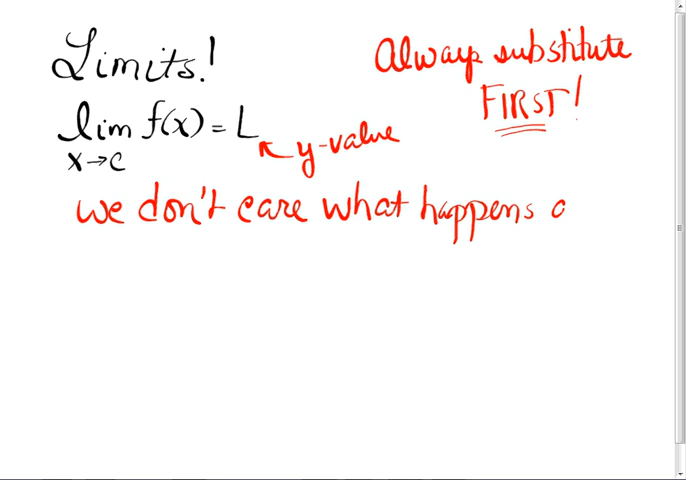 Limits!
Always substitute
FIRST!
lim f(x) = L
x→c
y-value
we don't care what happens